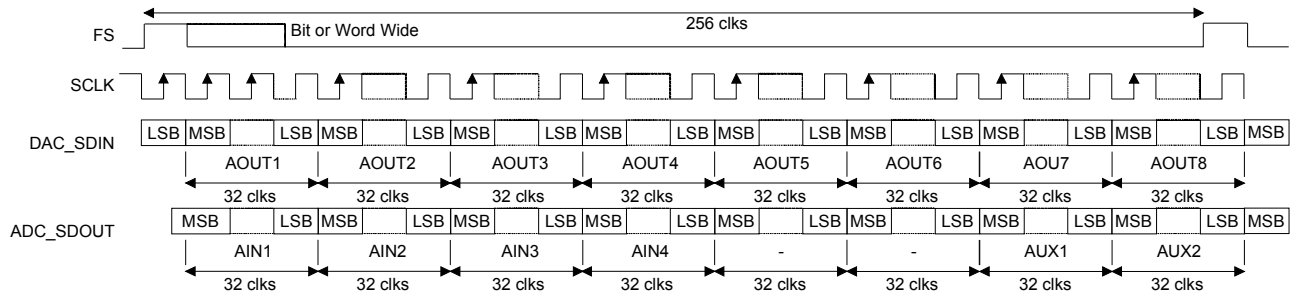 256 clks
FS Bit or Word Wide
SCLK
DAC_SDIN LSB MSB LSB MSB LSB MSB LSB MSB LSB MSB LSB MSB LSB MSB LSB MSB LSB MSB
AOUT1 AOUT2 AOUT3 AOUT4 AOUT5 AOUT6 AOU7 AOUT8
32 clks 32 clks 32 clks 32 clks 32 clks 32 clks 32 clks 32 clks
ADC_SDOUT MSB LSB MSB LSB MSB LSB MSB LSB MSB LSB MSB LSB MSB LSB MSB LSB MSB
AIN1 AIN2 AIN3 AIN4 - - AUX1 AUX2
32 clks 32 clks 32 clks 32 clks 32 clks 32 clks 32 clks 32 clks